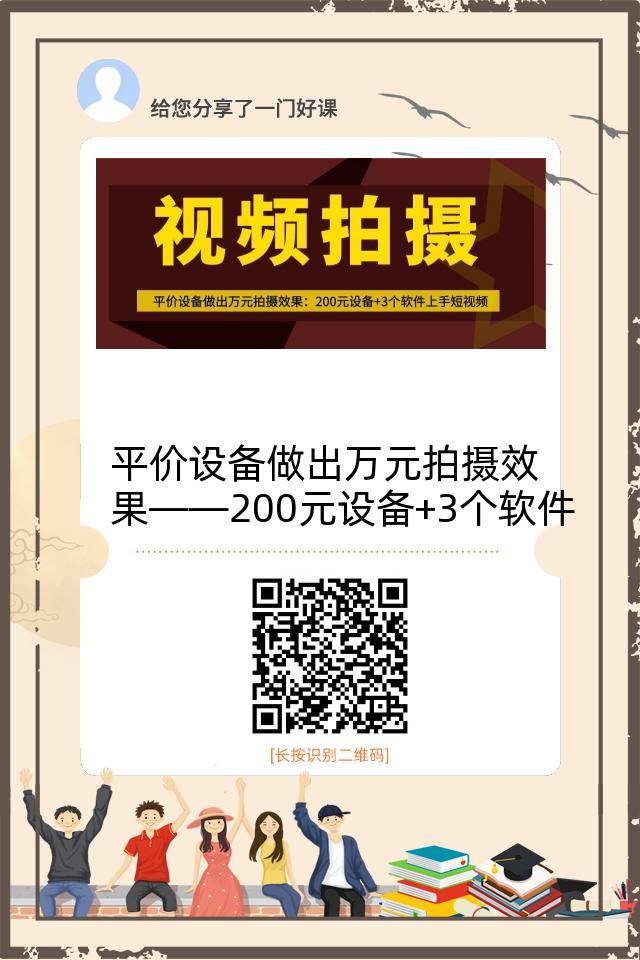 给您分享了一门好课
视频拍摄
平价设备做出万元拍摄效果：200元设备+3个软件上手短视频
平价设备做出万元拍摄效
果——200元设备+3个软件
[长按识别二维码]